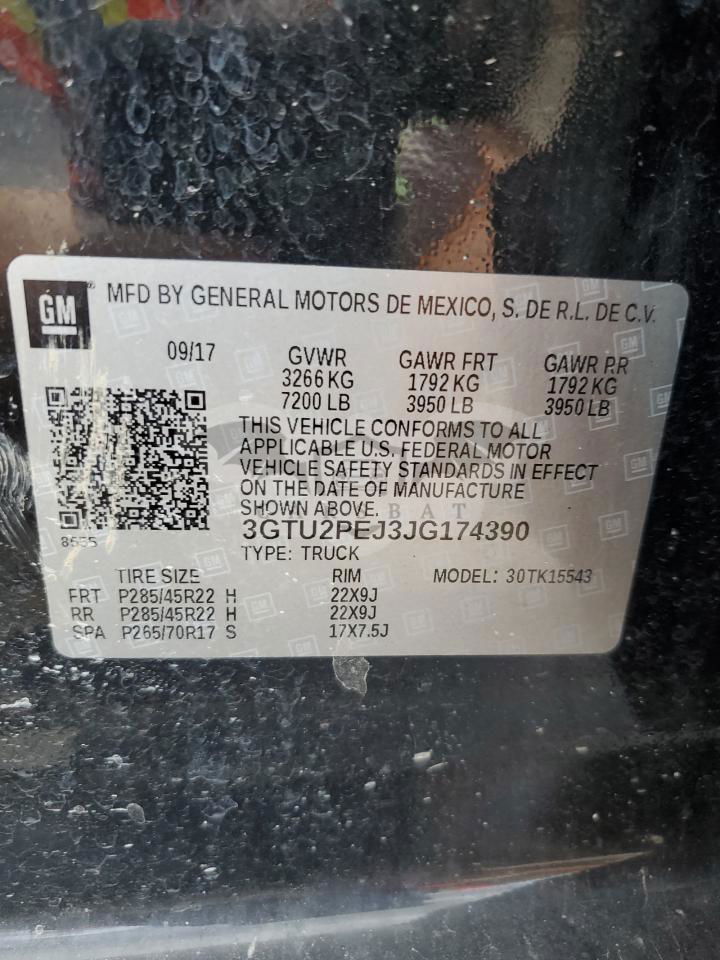 GM
MFD BY GENERAL MOTORS DE MEXICO, S. DE R.L. DE C.V.
09/17 GVWR GAWR FRT GAWR RR
3266 KG 1792 KG 1792 KG
7200 LB 3950 LB 3950 LB
THIS VEHICLE CONFORMS TO ALL
APPLICABLE U.S. FEDERAL MOTOR
VEHICLE SAFETY STANDARDS IN EFFECT
ON THE DATE OF MANUFACTURE
SHOWN ABOVE.
3GTU2PEJ3JG174390
TYPE: TRUCK
TIRE SIZE RIM MODEL: 30TK15543
FRT P285/45R22 H 22X9J
RR P285/45R22 H 22X9J
SPA P265/70R17 S 17X7.5J